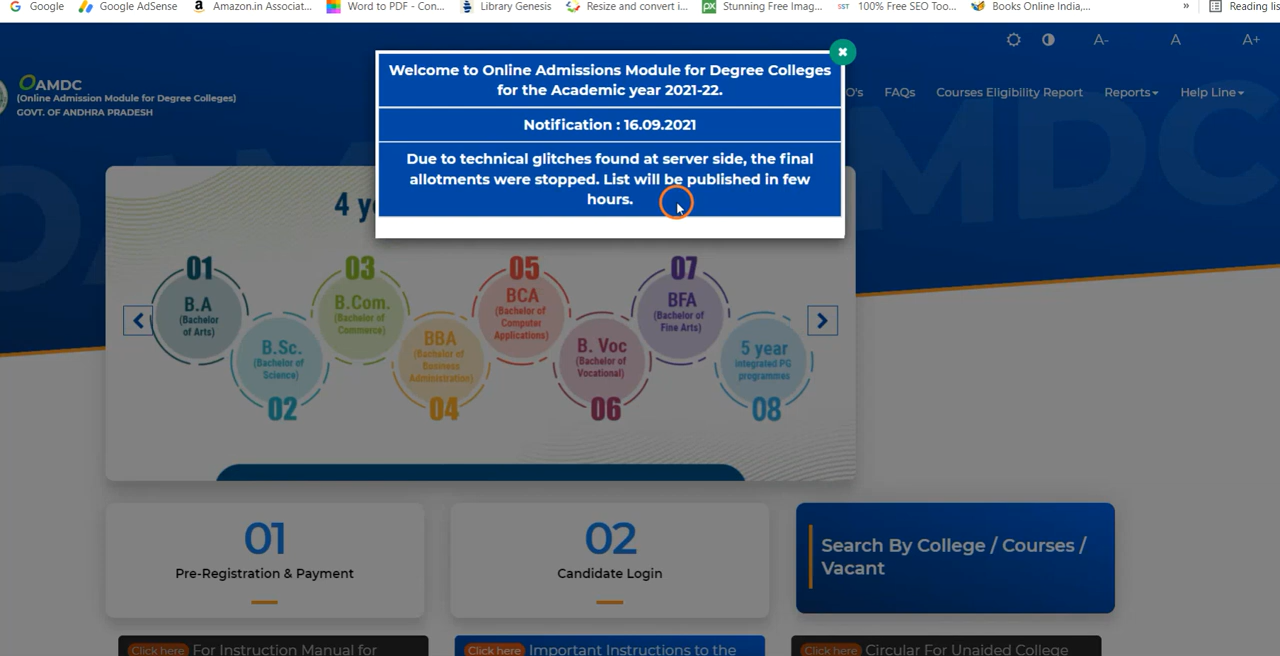 Google
Google AdSense
Amazon.in Associat...
Word to PDF - Con...
Library Genesis
Resize and convert i...
Stunning Free Imag...
100% Free SEO Too...
Books Online India,...
»
Reading lis
A-
A
A+
OAMDC
(Online Admission Module for Degree Colleges)
GOVT. OF ANDHRA PRADESH
O's
FAQs
Courses Eligibility Report
Reports
Help Line
Welcome to Online Admissions Module for Degree Colleges
for the Academic year 2021-22.
Notification : 16.09.2021
Due to technical glitches found at server side, the final
allotments were stopped. List will be published in few
hours.
4 ye
01
B.A
(Bachelor
of Arts)
B.Sc.
(Bachelor of
Science)
02
03
B.Com.
(Bachelor of
Commerce)
BBA
(Bachelor of
Business
Administration)
04
05
BCA
(Bachelor of
Computer
Applications)
B. Voc
(Bachelor of
Vocational)
06
07
BFA
(Bachelor of
Fine Arts)
5 year
integrated PG
programmes
08
01
Pre-Registration & Payment
02
Candidate Login
Search By College / Courses /
Vacant
Click here For Instruction Manual for
Click here Important Instructions to the
Click here Circular For Unaided College